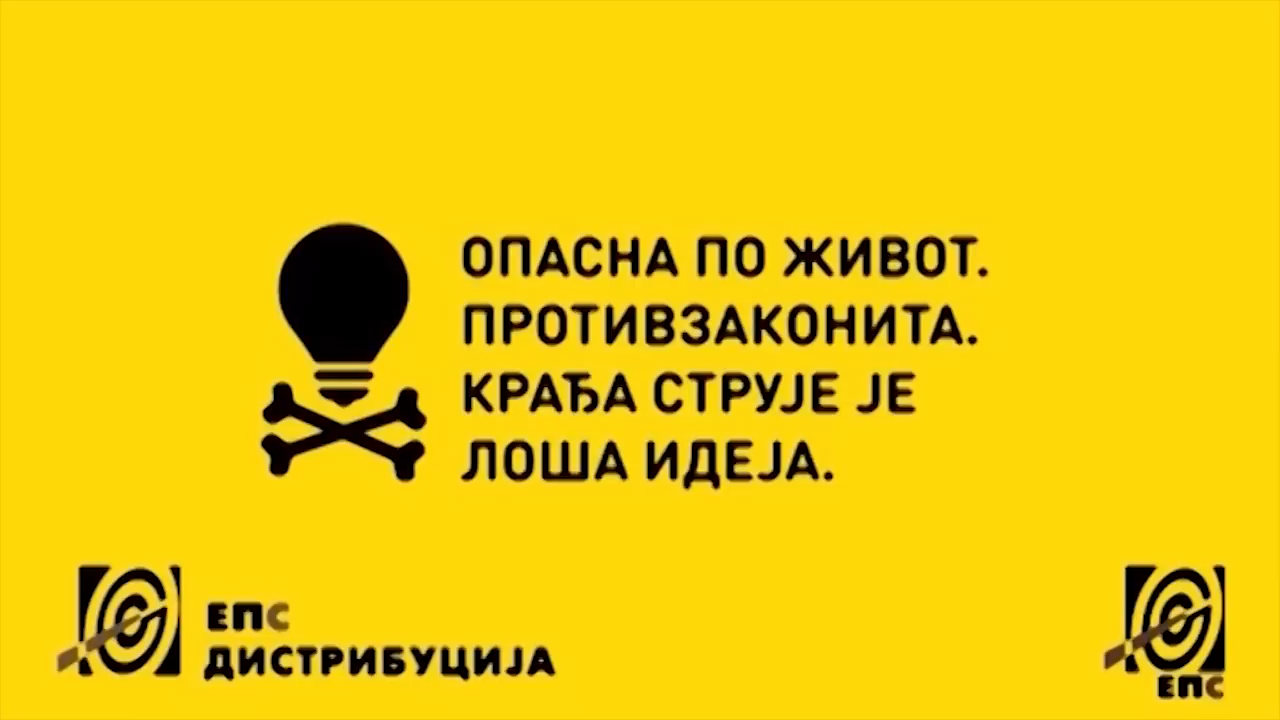 ОПАСНА ПО ЖИВОТ.
ПРОТИВЗАКОНИТА.
КРАЂА СТРУЈЕ ЈЕ
ЛОША ИДЕЈА.
ЕПС
ДИСТРИБУЦИЈА
ЕПС